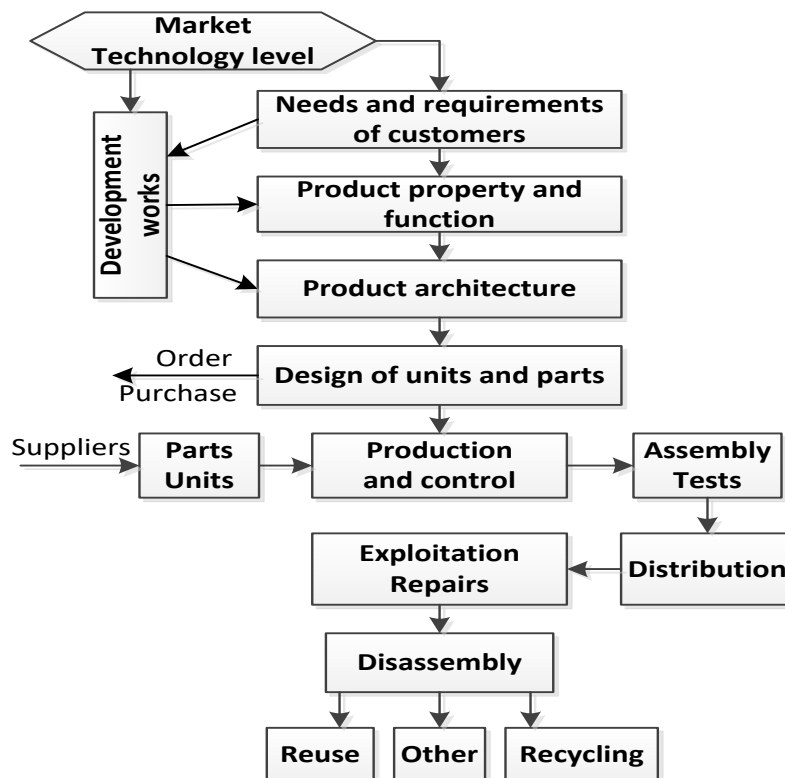 Market
Technology level
Needs and requirements
of customers
Development
works
Product property and
function
Product architecture
Order
Purchase
Design of units and parts
Suppliers
Parts
Units
Production
and control
Assembly
Tests
Exploitation
Repairs
Distribution
Disassembly
Reuse
Other
Recycling